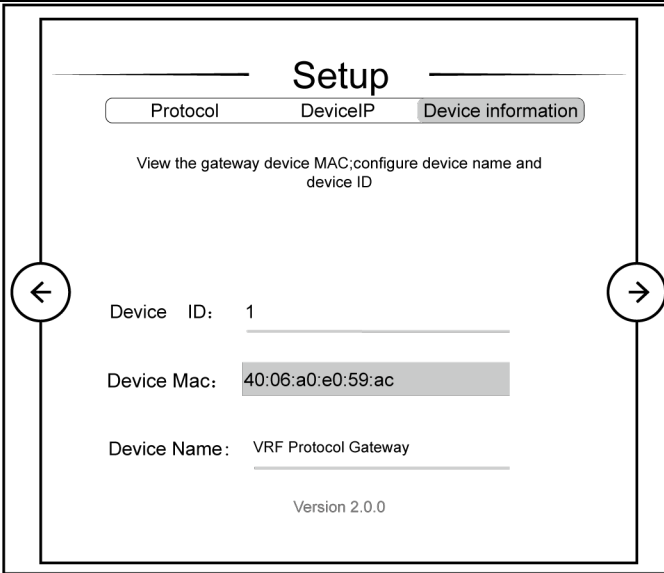 Setup
Protocol DeviceIP Device information
View the gateway device MAC;configure device name and
device ID
Device ID： 1
Device Mac： 40:06:a0:e0:59:ac
Device Name： VRF Protocol Gateway
Version 2.0.0